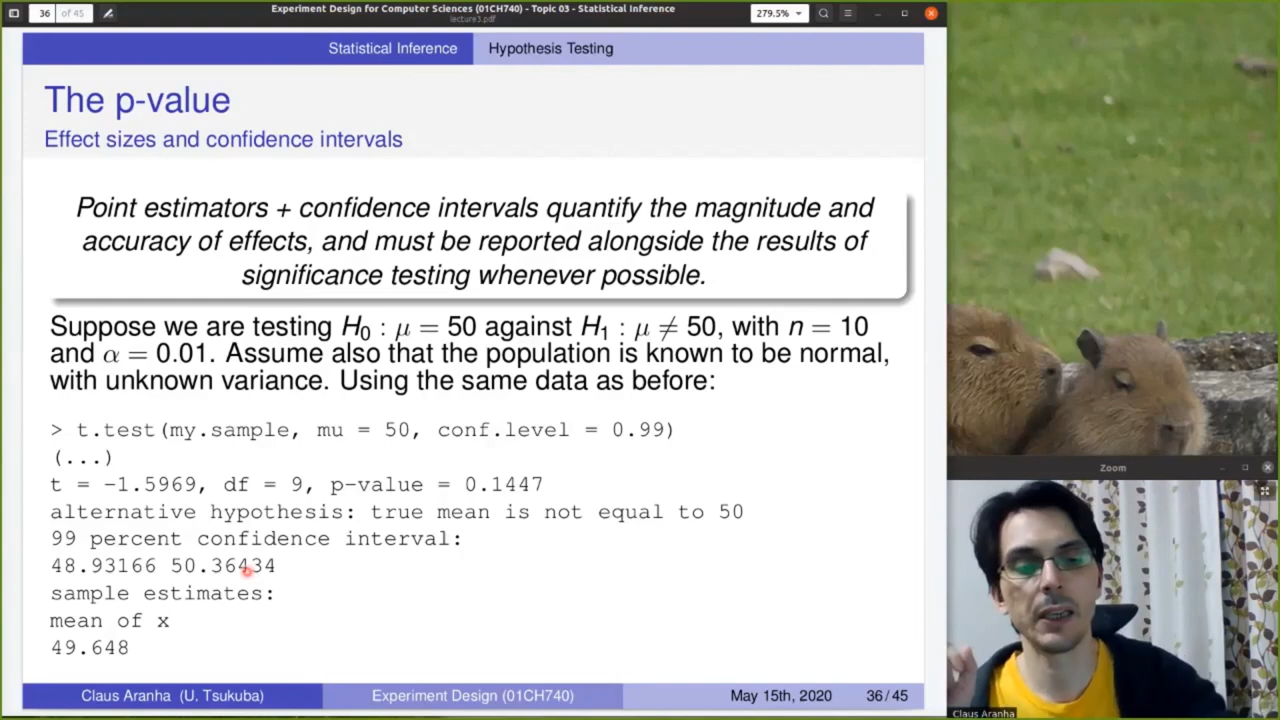 36 of 45
Experiment Design for Computer Sciences (01CH740) - Topic 03 - Statistical Inference
lecture3.pdf
279.5%
Statistical Inference Hypothesis Testing
The p-value
Effect sizes and confidence intervals
Point estimators + confidence intervals quantify the magnitude and
accuracy of effects, and must be reported alongside the results of
significance testing whenever possible.
Suppose we are testing H₀ : μ = 50 against H₁ : μ ≠ 50, with n = 10
and α = 0.01. Assume also that the population is known to be normal,
with unknown variance. Using the same data as before:
> t.test(my.sample, mu = 50, conf.level = 0.99)
(...)
t = -1.5969, df = 9, p-value = 0.1447
alternative hypothesis: true mean is not equal to 50
99 percent confidence interval:
48.93166 50.36434
sample estimates:
mean of x
49.648
Claus Aranha (U. Tsukuba) Experiment Design (01CH740) May 15th, 2020 36 / 45
Zoom
Claus Aranha